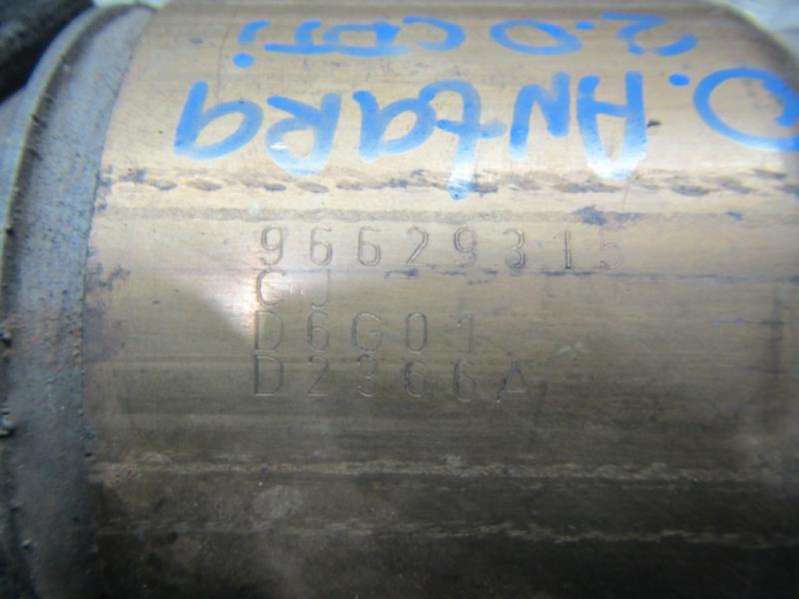 O. Antara
2.0 CDTi
96629315
CJ
D6G01
D2366A